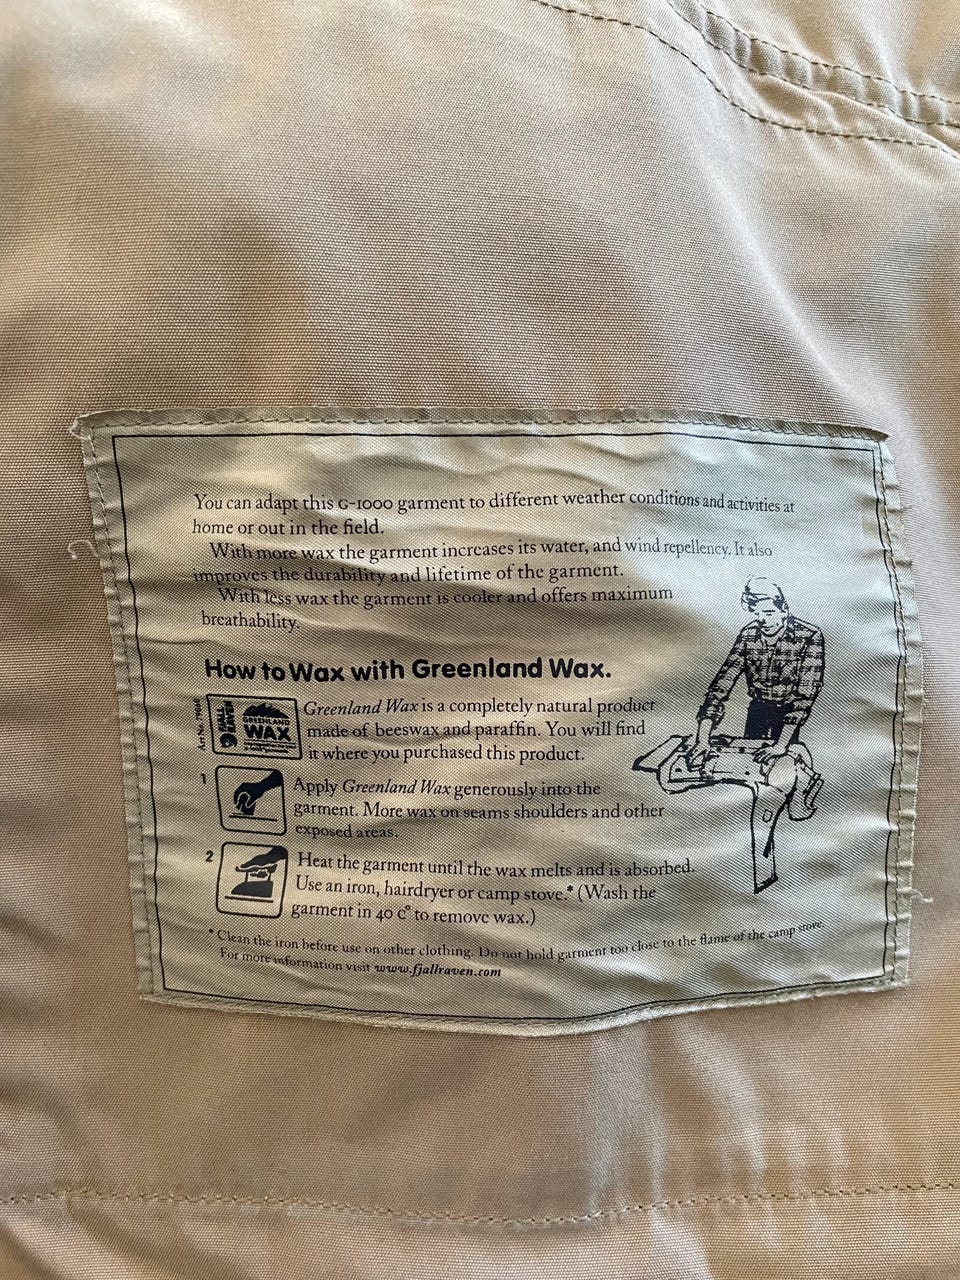 You can adapt this G-1000 garment to different weather conditions and activities at
home or out in the field.
With more wax the garment increases its water, and wind repellency. It also
improves the durability and lifetime of the garment.
With less wax the garment is cooler and offers maximum
breathability.
How to Wax with Greenland Wax.
FJÄLL
RÄVEN
GREENLAND
WAX
Greenland Wax is a completely natural product
made of beeswax and paraffin. You will find
it where you purchased this product.
1
Apply Greenland Wax generously into the
garment. More wax on seams shoulders and other
exposed areas.
2
Heat the garment until the wax melts and is absorbed.
Use an iron, hairdryer or camp stove.* (Wash the
garment in 40 c° to remove wax.)
* Clean the iron before use on other clothing. Do not hold garment too close to the flame of the camp stove.
For more information visit www.fjallraven.com